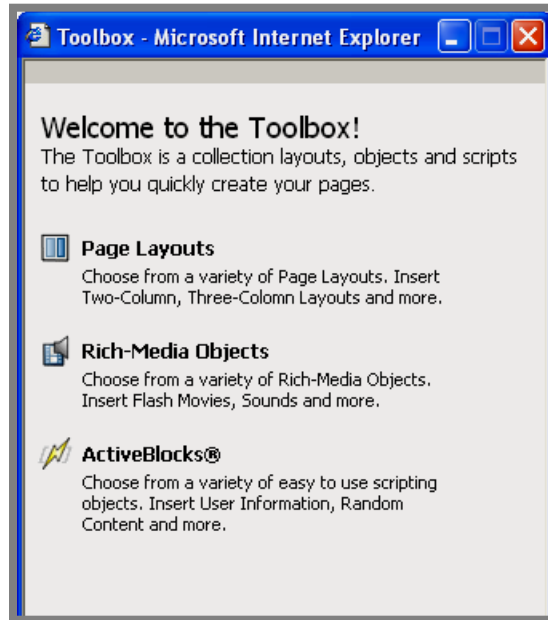 Toolbox - Microsoft Internet Explorer
Welcome to the Toolbox!
The Toolbox is a collection layouts, objects and scripts
to help you quickly create your pages.
Page Layouts
Choose from a variety of Page Layouts. Insert
Two-Column, Three-Colomn Layouts and more.
Rich-Media Objects
Choose from a variety of Rich-Media Objects.
Insert Flash Movies, Sounds and more.
ActiveBlocks®
Choose from a variety of easy to use scripting
objects. Insert User Information, Random
Content and more.